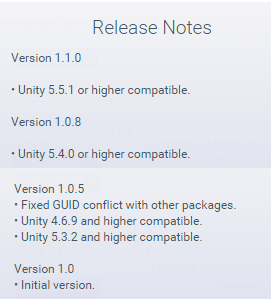 Release Notes
Version 1.1.0
• Unity 5.5.1 or higher compatible.
Version 1.0.8
• Unity 5.4.0 or higher compatible.
Version 1.0.5
• Fixed GUID conflict with other packages.
• Unity 4.6.9 and higher compatible.
• Unity 5.3.2 and higher compatible.
Version 1.0
• Initial version.